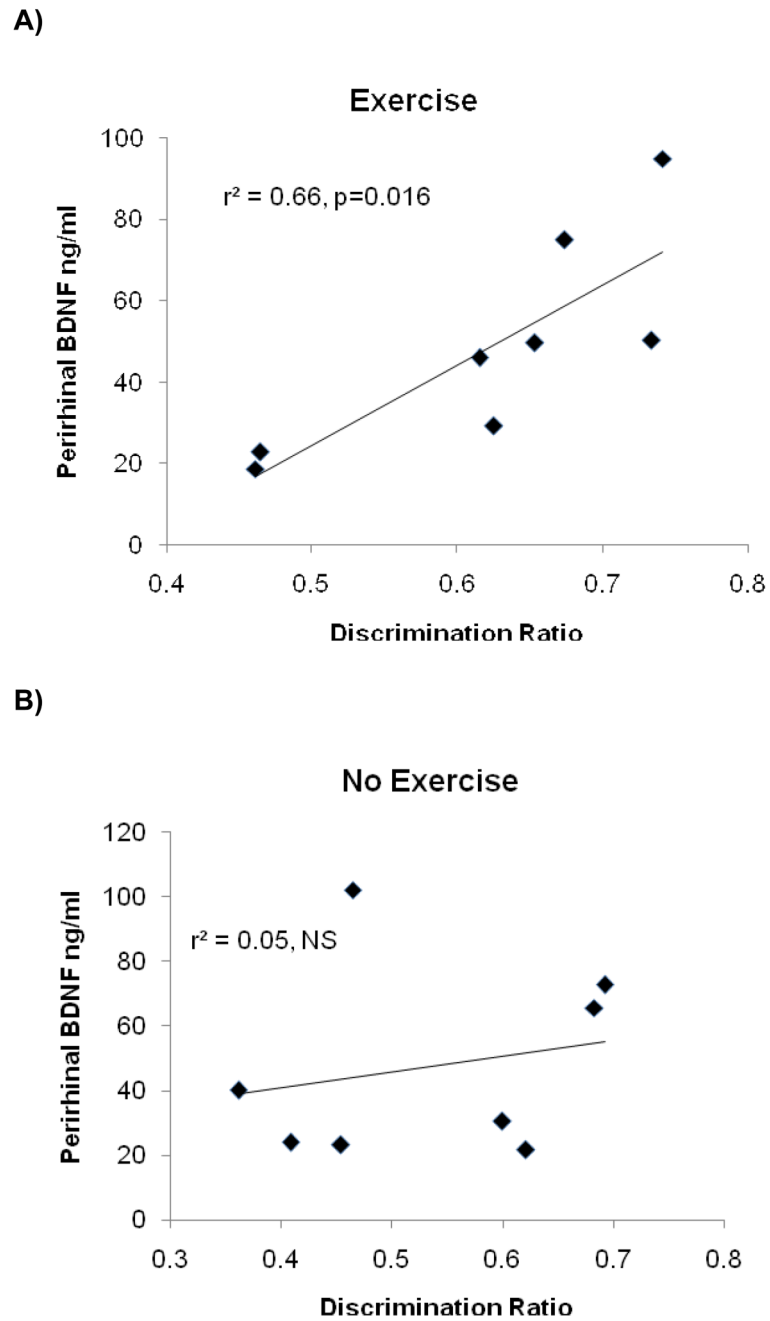 A)
Exercise
100
r² = 0.66, p=0.016
80
60
40
20
0
Perirhinal BDNF ng/ml
0.4 0.5 0.6 0.7 0.8
Discrimination Ratio
B)
No Exercise
120
100
r² = 0.05, NS
80
60
40
20
0
Perirhinal BDNF ng/ml
0.3 0.4 0.5 0.6 0.7 0.8
Discrimination Ratio